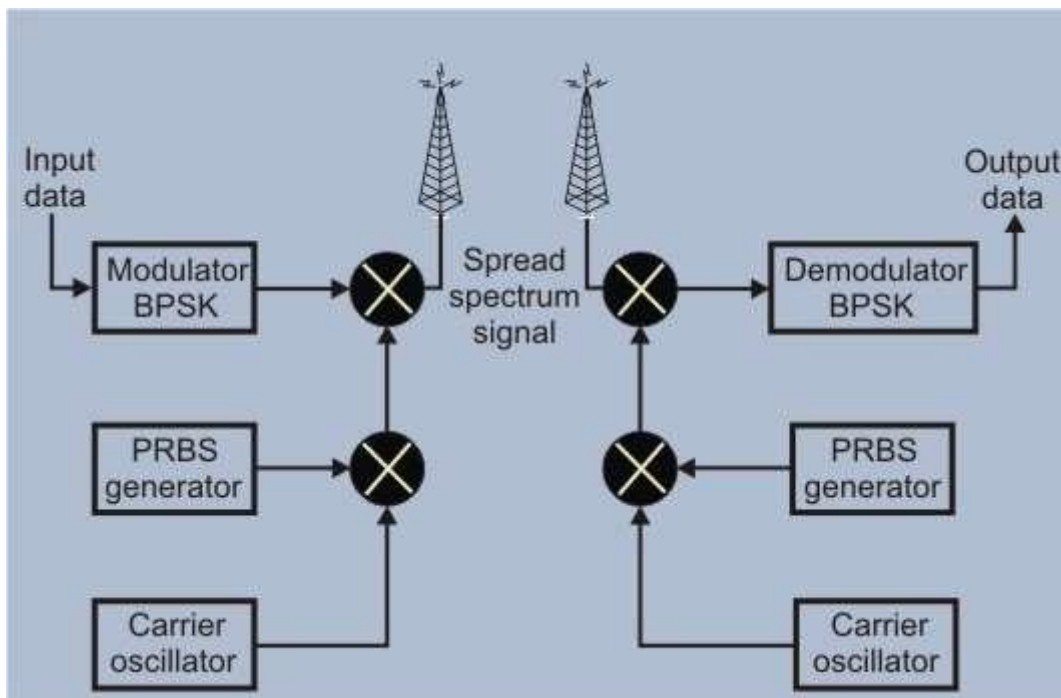 Input
data
Modulator
BPSK
PRBS
generator
Carrier
oscillator
Spread
spectrum
signal
Output
data
Demodulator
BPSK
PRBS
generator
Carrier
oscillator